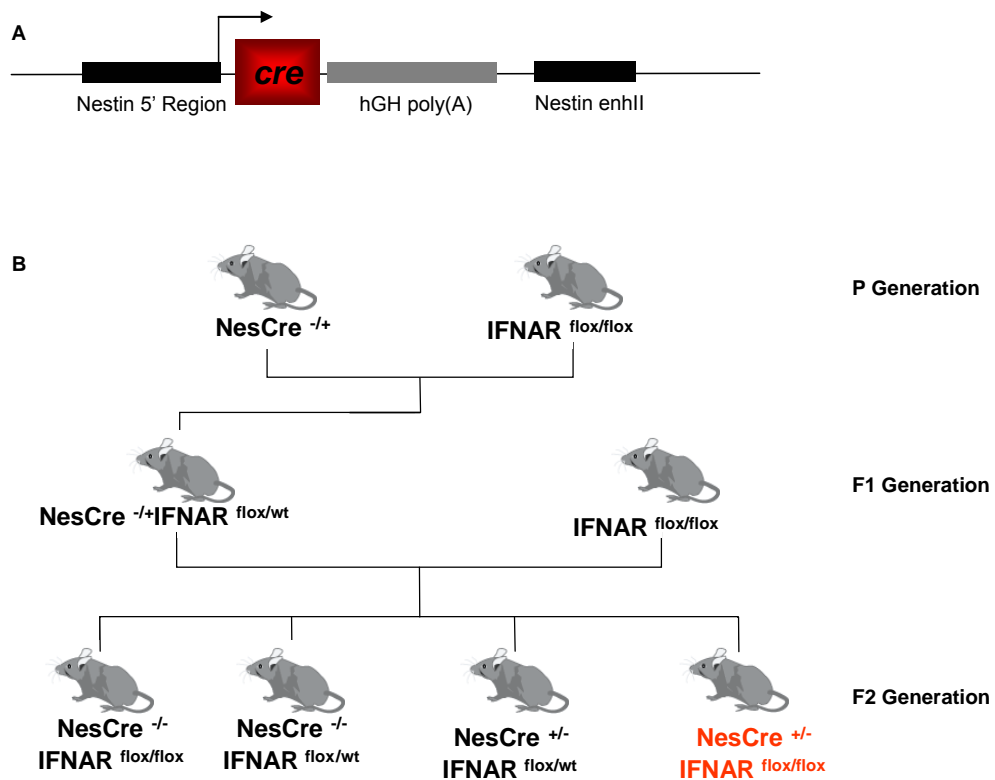 A
cre
Nestin 5' Region
hGH poly(A)
Nestin enhII
B
P Generation
NesCre -/+
IFNAR flox/flox
F1 Generation
NesCre -/+IFNAR flox/wt
IFNAR flox/flox
F2 Generation
NesCre -/-
IFNAR flox/flox
NesCre -/-
IFNAR flox/wt
NesCre +/-
IFNAR flox/wt
NesCre +/-
IFNAR flox/flox